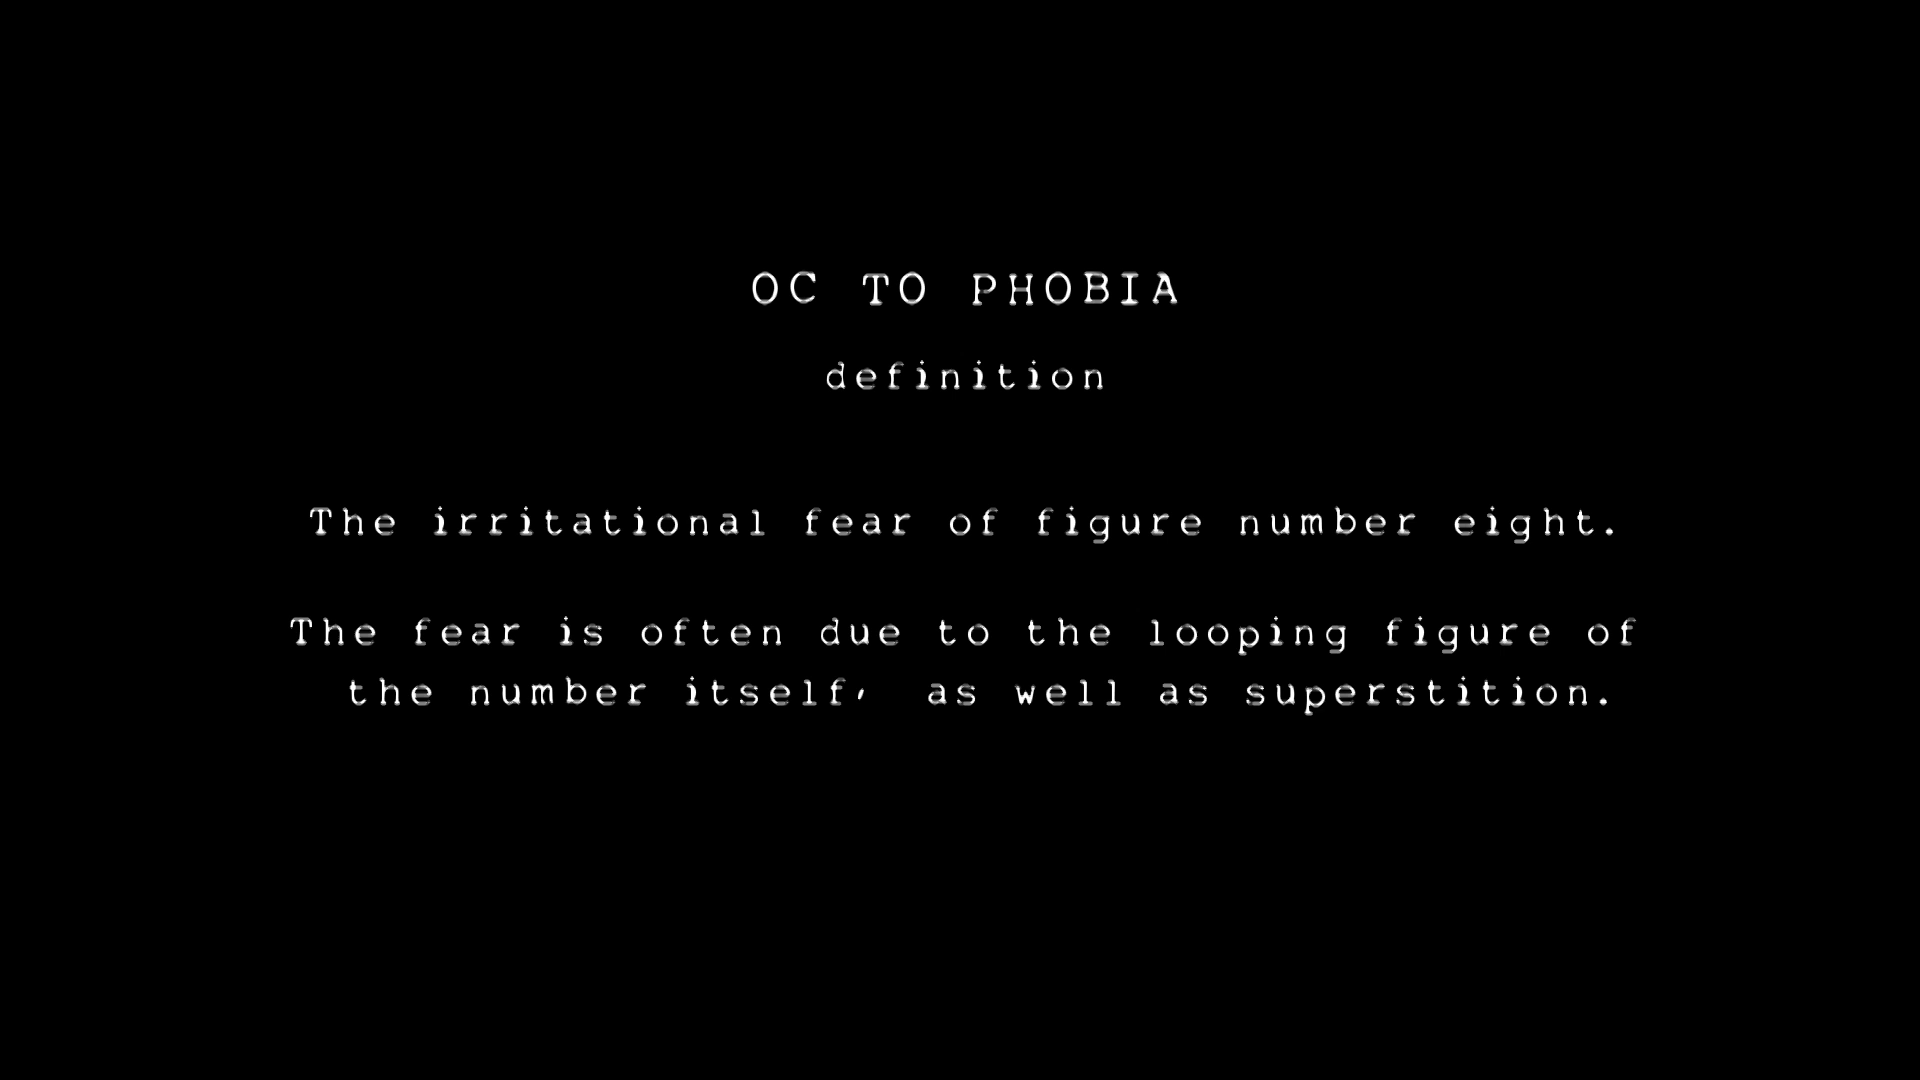 OC TO PHOBIA
definition
The irritational fear of figure number eight.
The fear is often due to the looping figure of
the number itself, as well as superstition.